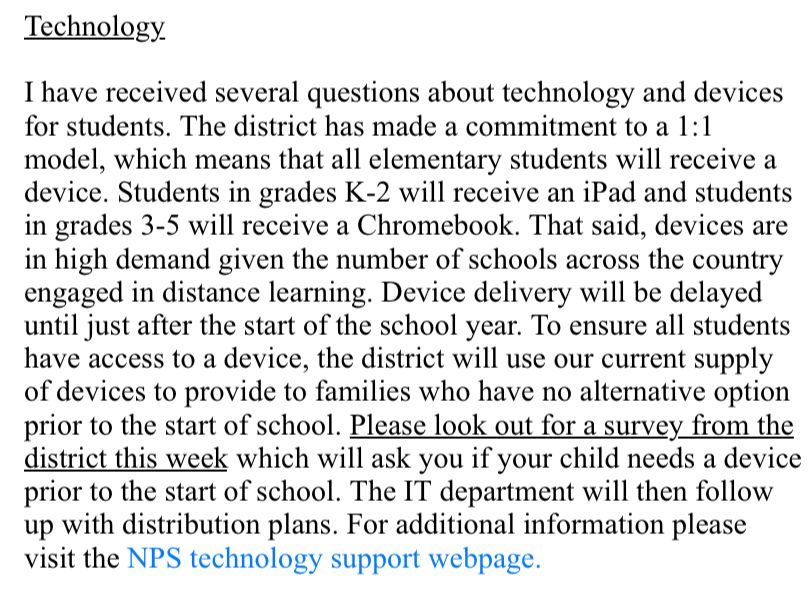 Technology
I have received several questions about technology and devices
for students. The district has made a commitment to a 1:1
model, which means that all elementary students will receive a
device. Students in grades K-2 will receive an iPad and students
in grades 3-5 will receive a Chromebook. That said, devices are
in high demand given the number of schools across the country
engaged in distance learning. Device delivery will be delayed
until just after the start of the school year. To ensure all students
have access to a device, the district will use our current supply
of devices to provide to families who have no alternative option
prior to the start of school. Please look out for a survey from the
district this week which will ask you if your child needs a device
prior to the start of school. The IT department will then follow
up with distribution plans. For additional information please
visit the NPS technology support webpage.